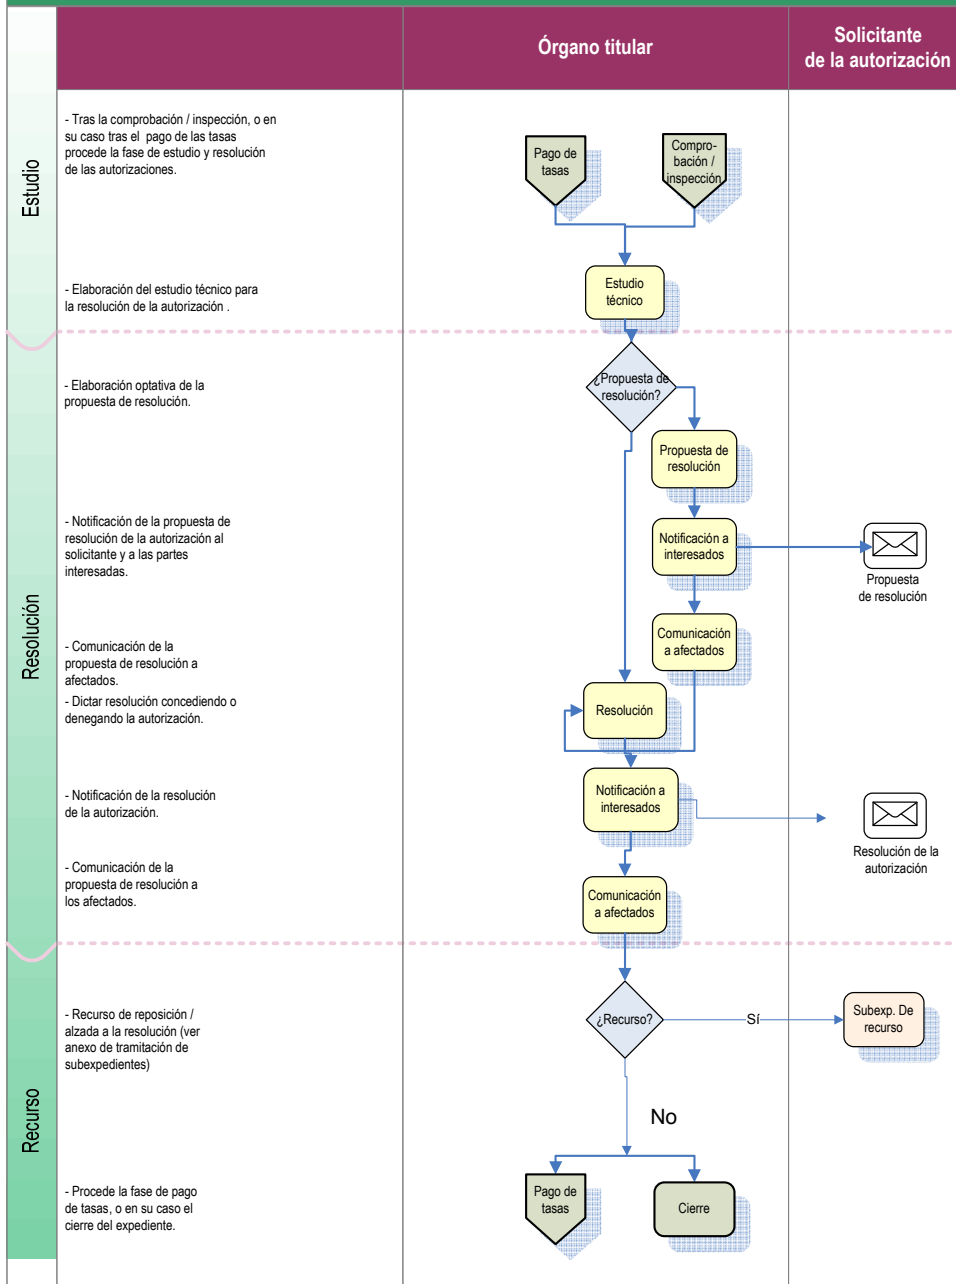 Órgano titular
Solicitante
de la autorización
Estudio
- Tras la comprobación / inspección, o en
su caso tras el pago de las tasas
procede la fase de estudio y resolución
de las autorizaciones.
Pago de
tasas
Compro-
bación /
inspección
- Elaboración del estudio técnico para
la resolución de la autorización .
Estudio
técnico
Resolución
- Elaboración optativa de la
propuesta de resolución.
¿Propuesta de
resolución?
Propuesta de
resolución
- Notificación de la propuesta de
resolución de la autorización al
solicitante y a las partes
interesadas.
Notificación a
interesados
Propuesta
de resolución
- Comunicación de la
propuesta de resolución a
afectados.
Comunicación
a afectados
- Dictar resolución concediendo o
denegando la autorización.
Resolución
- Notificación de la resolución
de la autorización.
Notificación a
interesados
Resolución de la
autorización
- Comunicación de la
propuesta de resolución a
los afectados.
Comunicación
a afectados
Recurso
- Recurso de reposición /
alzada a la resolución (ver
anexo de tramitación de
subexpedientes)
¿Recurso?
Sí
Subexp. De
recurso
No
- Procede la fase de pago
de tasas, o en su caso el
cierre del expediente.
Pago de
tasas
Cierre